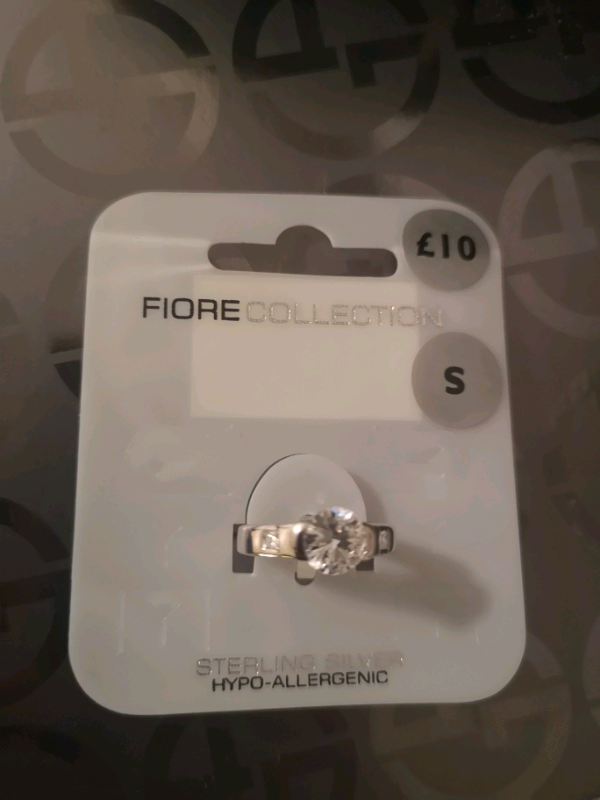 £10
FIORE COLLECTION
S
STERLING SILVER
HYPO-ALLERGENIC